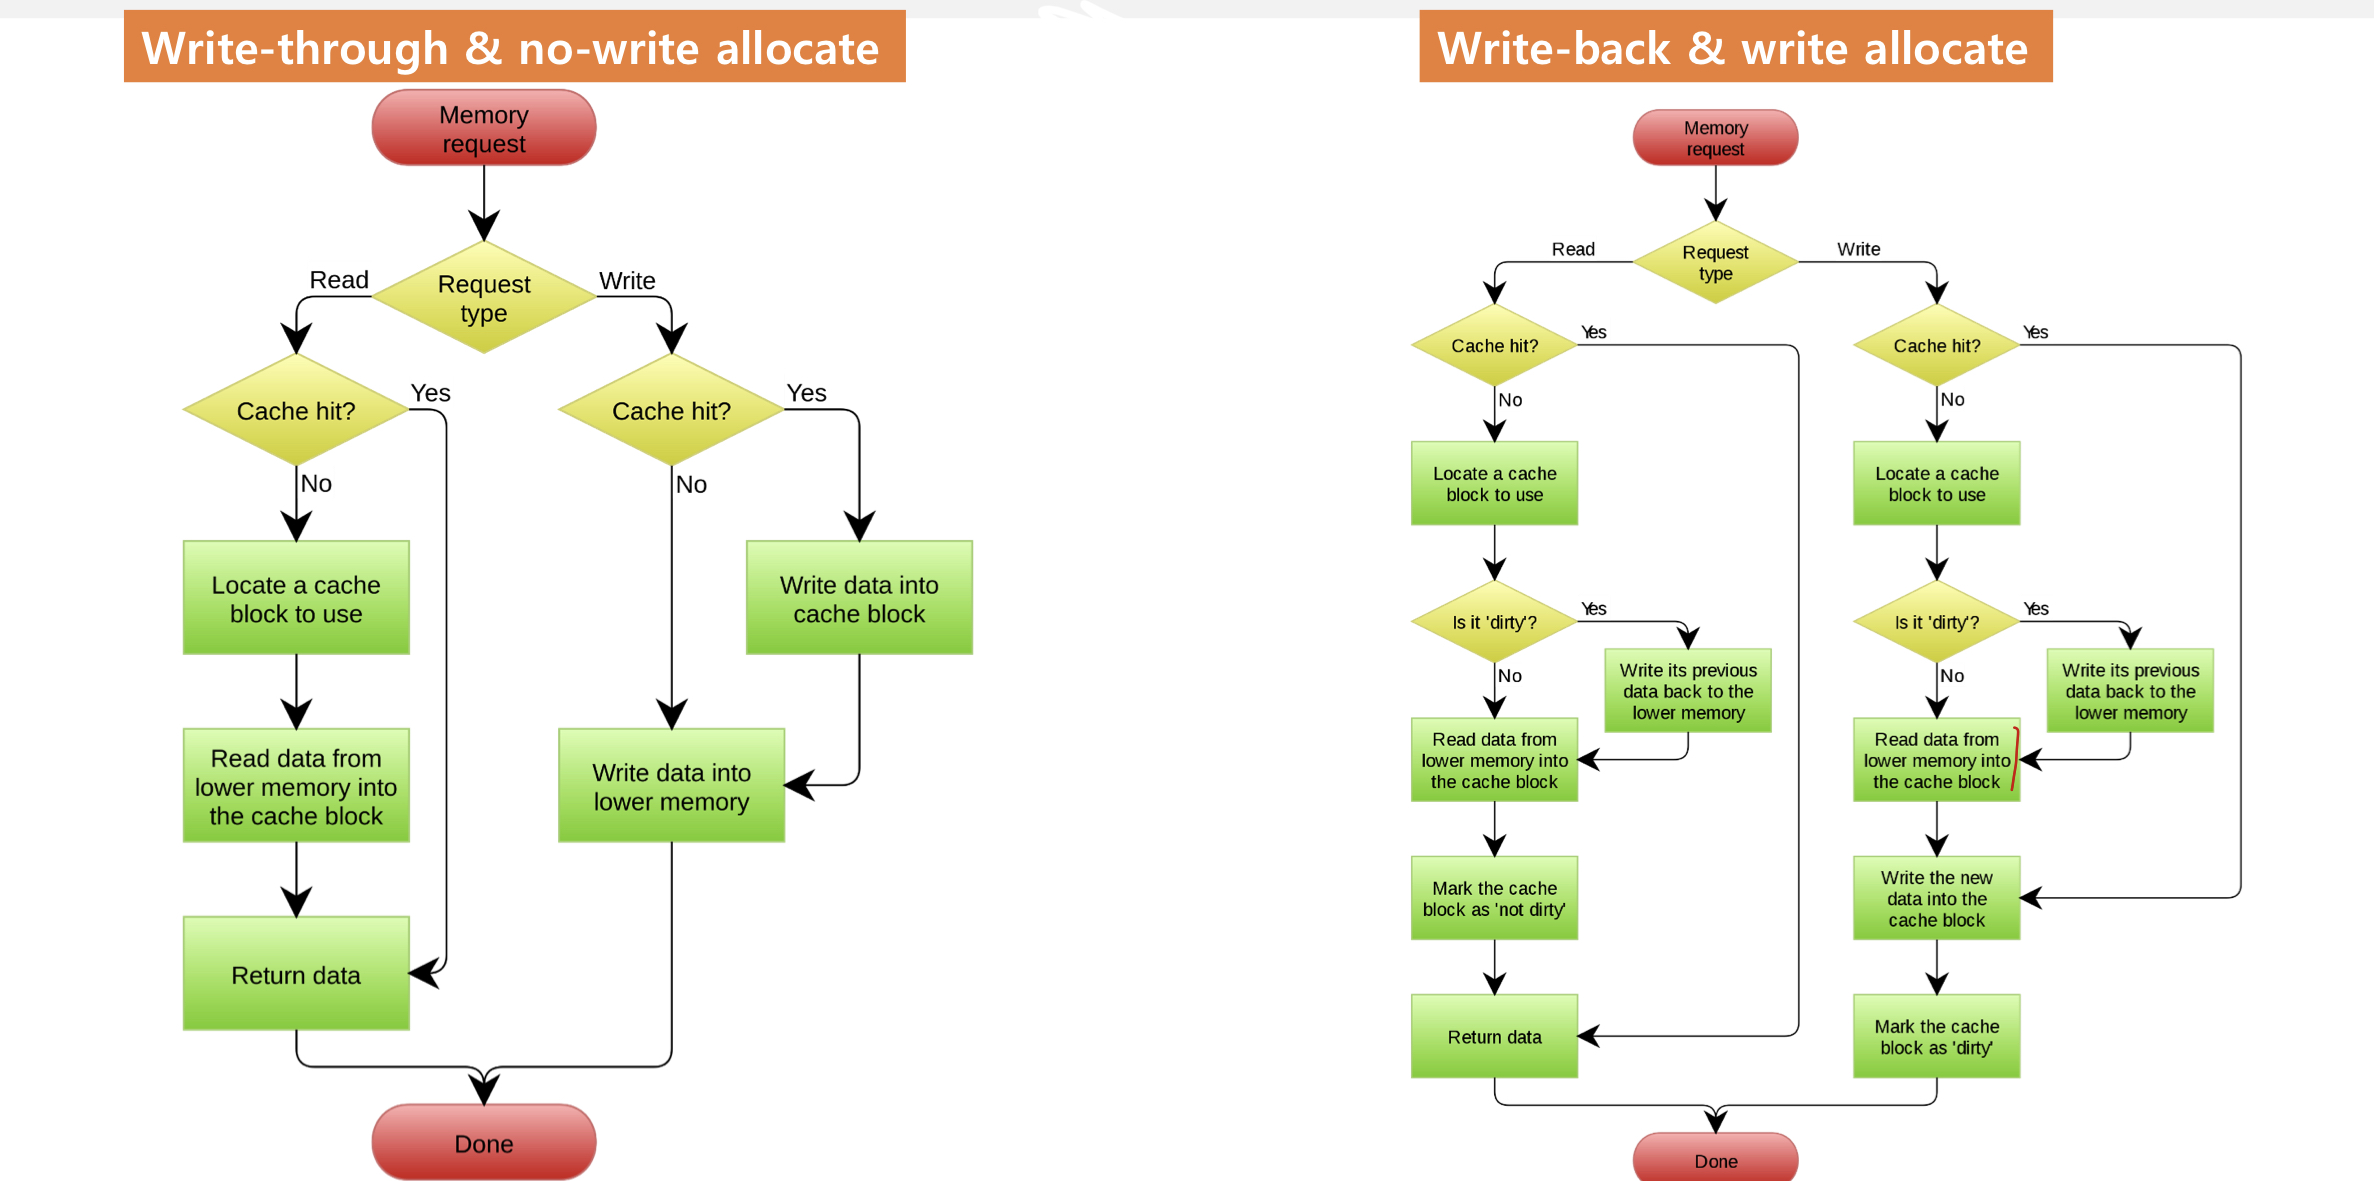 Write-through & no-write allocate
Memory
request
Request
type
Read
Write
Cache hit?
Yes
No
Cache hit?
Yes
No
Locate a cache
block to use
Write data into
cache block
Read data from
lower memory into
the cache block
Write data into
lower memory
Return data
Done
Write-back & write allocate
Memory
request
Request
type
Read
Write
Cache hit?
Yes
No
Locate a cache
block to use
Is it 'dirty'?
Yes
No
Write its previous
data back to the
lower memory
Read data from
lower memory into
the cache block
Mark the cache
block as 'not dirty'
Return data
Cache hit?
Yes
No
Locate a cache
block to use
Is it 'dirty'?
Yes
No
Write its previous
data back to the
lower memory
Read data from
lower memory into
the cache block
Write the new
data into the
cache block
Mark the cache
block as 'dirty'
Done